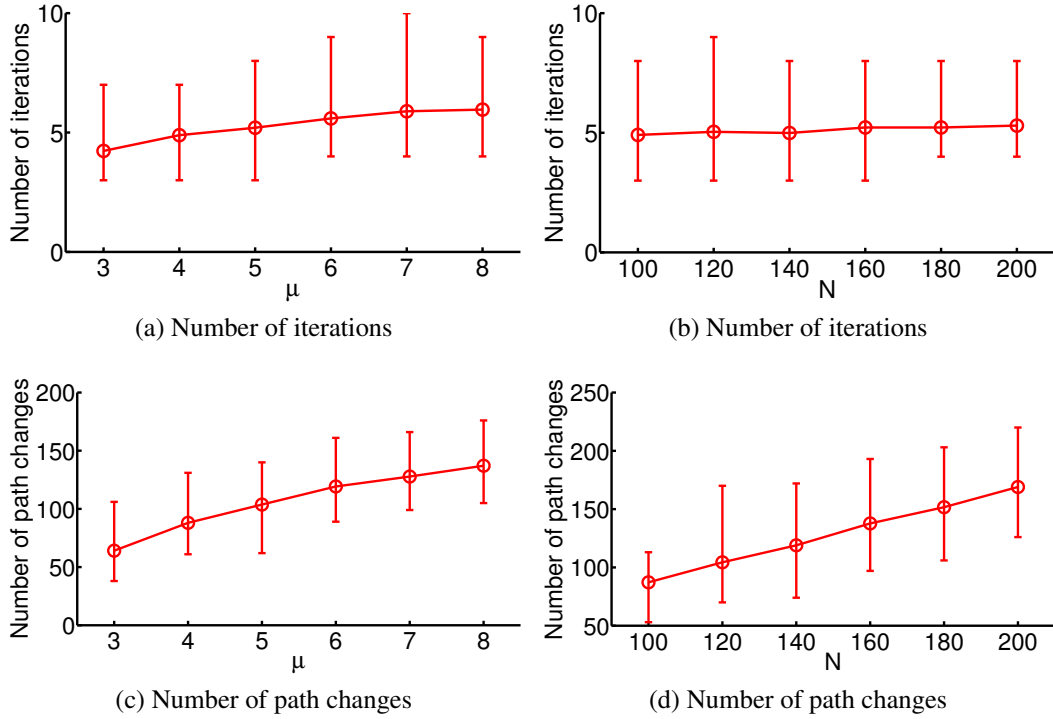 10
5
0
Number of iterations
3 4 5 6 7 8
μ
(a) Number of iterations
10
5
0
Number of iterations
100 120 140 160 180 200
N
(b) Number of iterations
200
150
100
50
0
Number of path changes
3 4 5 6 7 8
μ
(c) Number of path changes
250
200
150
100
50
Number of path changes
100 120 140 160 180 200
N
(d) Number of path changes